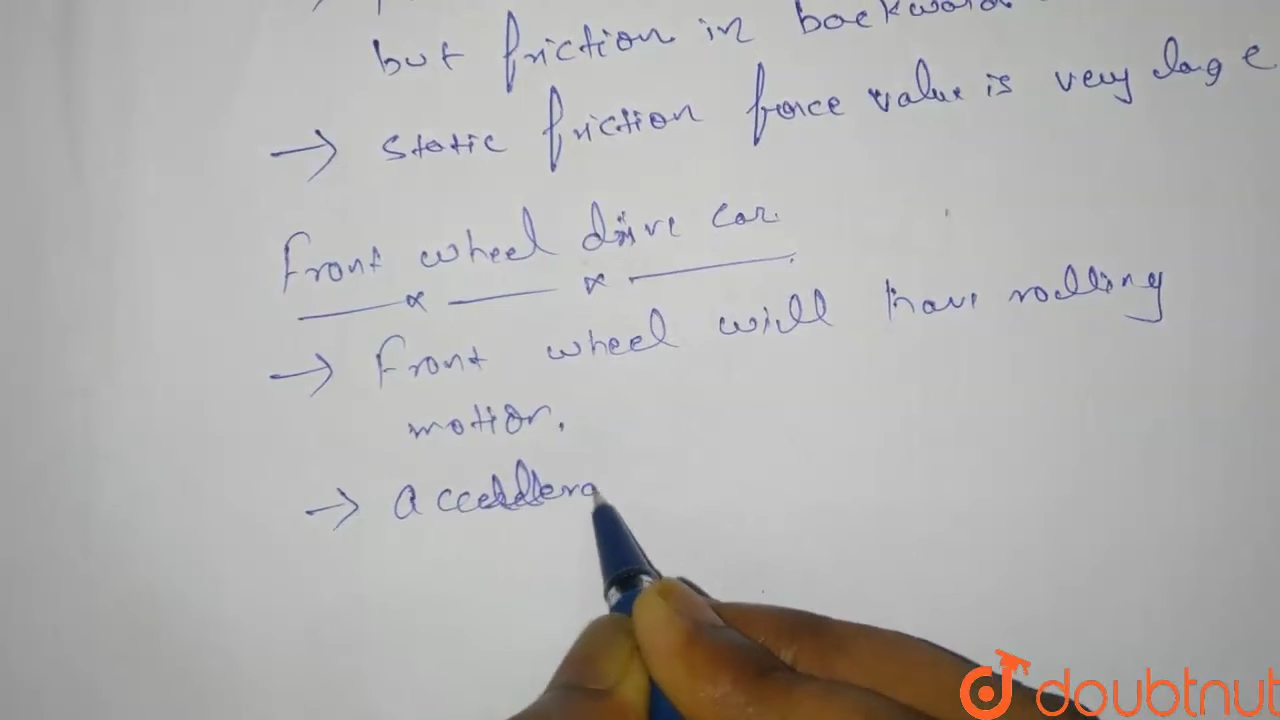 but friction in backward
→ static friction force value is very large
Front wheel drive car.
→ Front wheel will have rolling
motion.
→ accelera
doubtnut